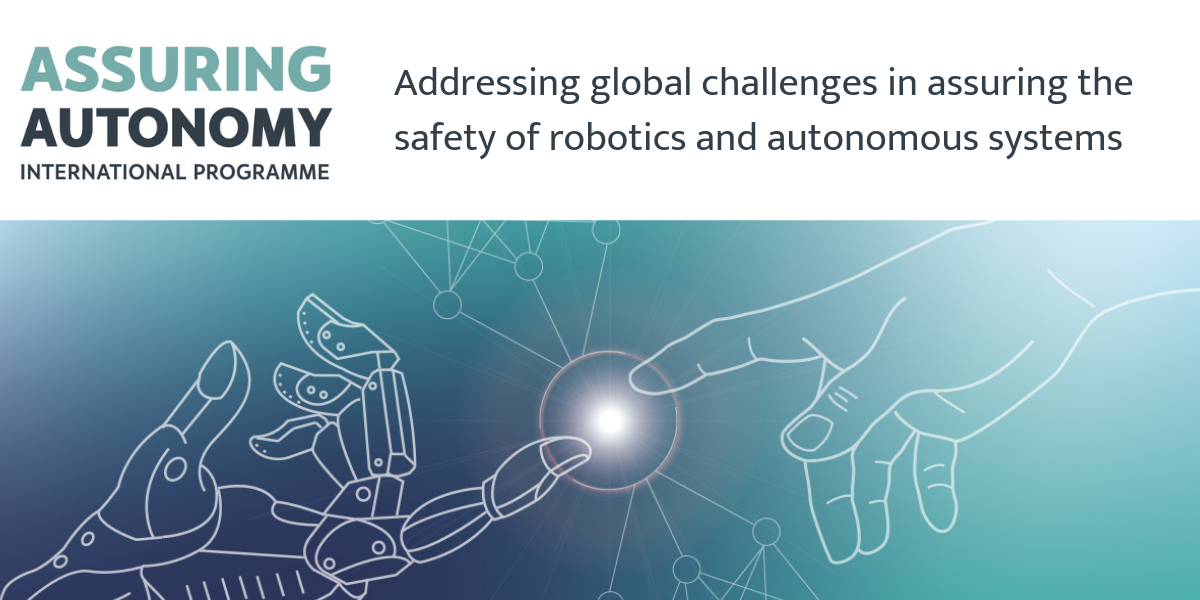 ASSURING
AUTONOMY
INTERNATIONAL PROGRAMME
Addressing global challenges in assuring the
safety of robotics and autonomous systems